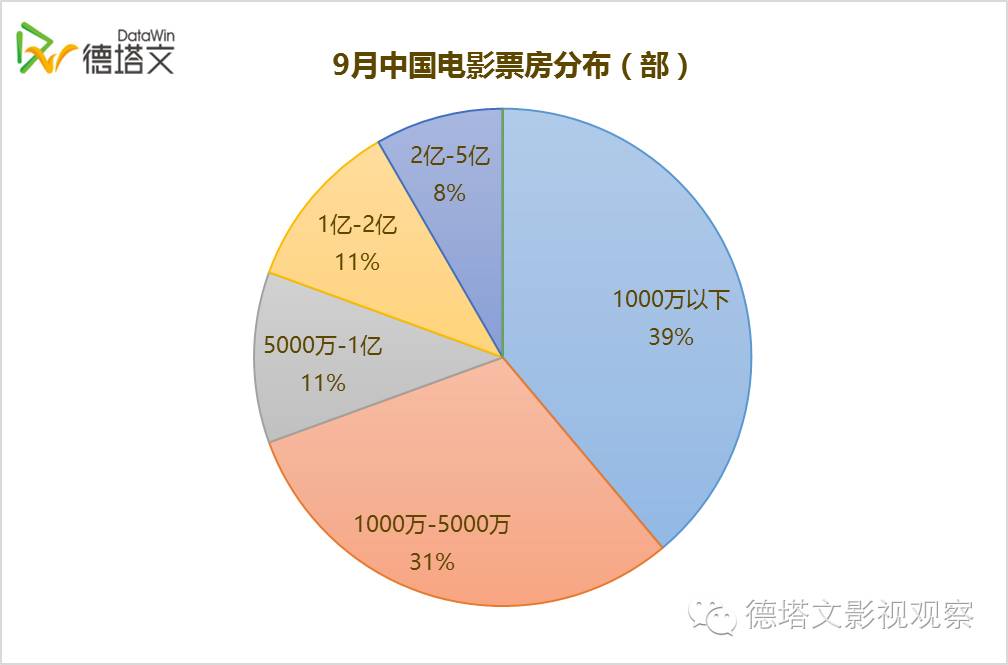 DataWin
德塔文
9月中国电影票房分布（部）
2亿-5亿
8%
1亿-2亿
11%
1000万以下
39%
5000万-1亿
11%
1000万-5000万
31%
德塔文影视观察